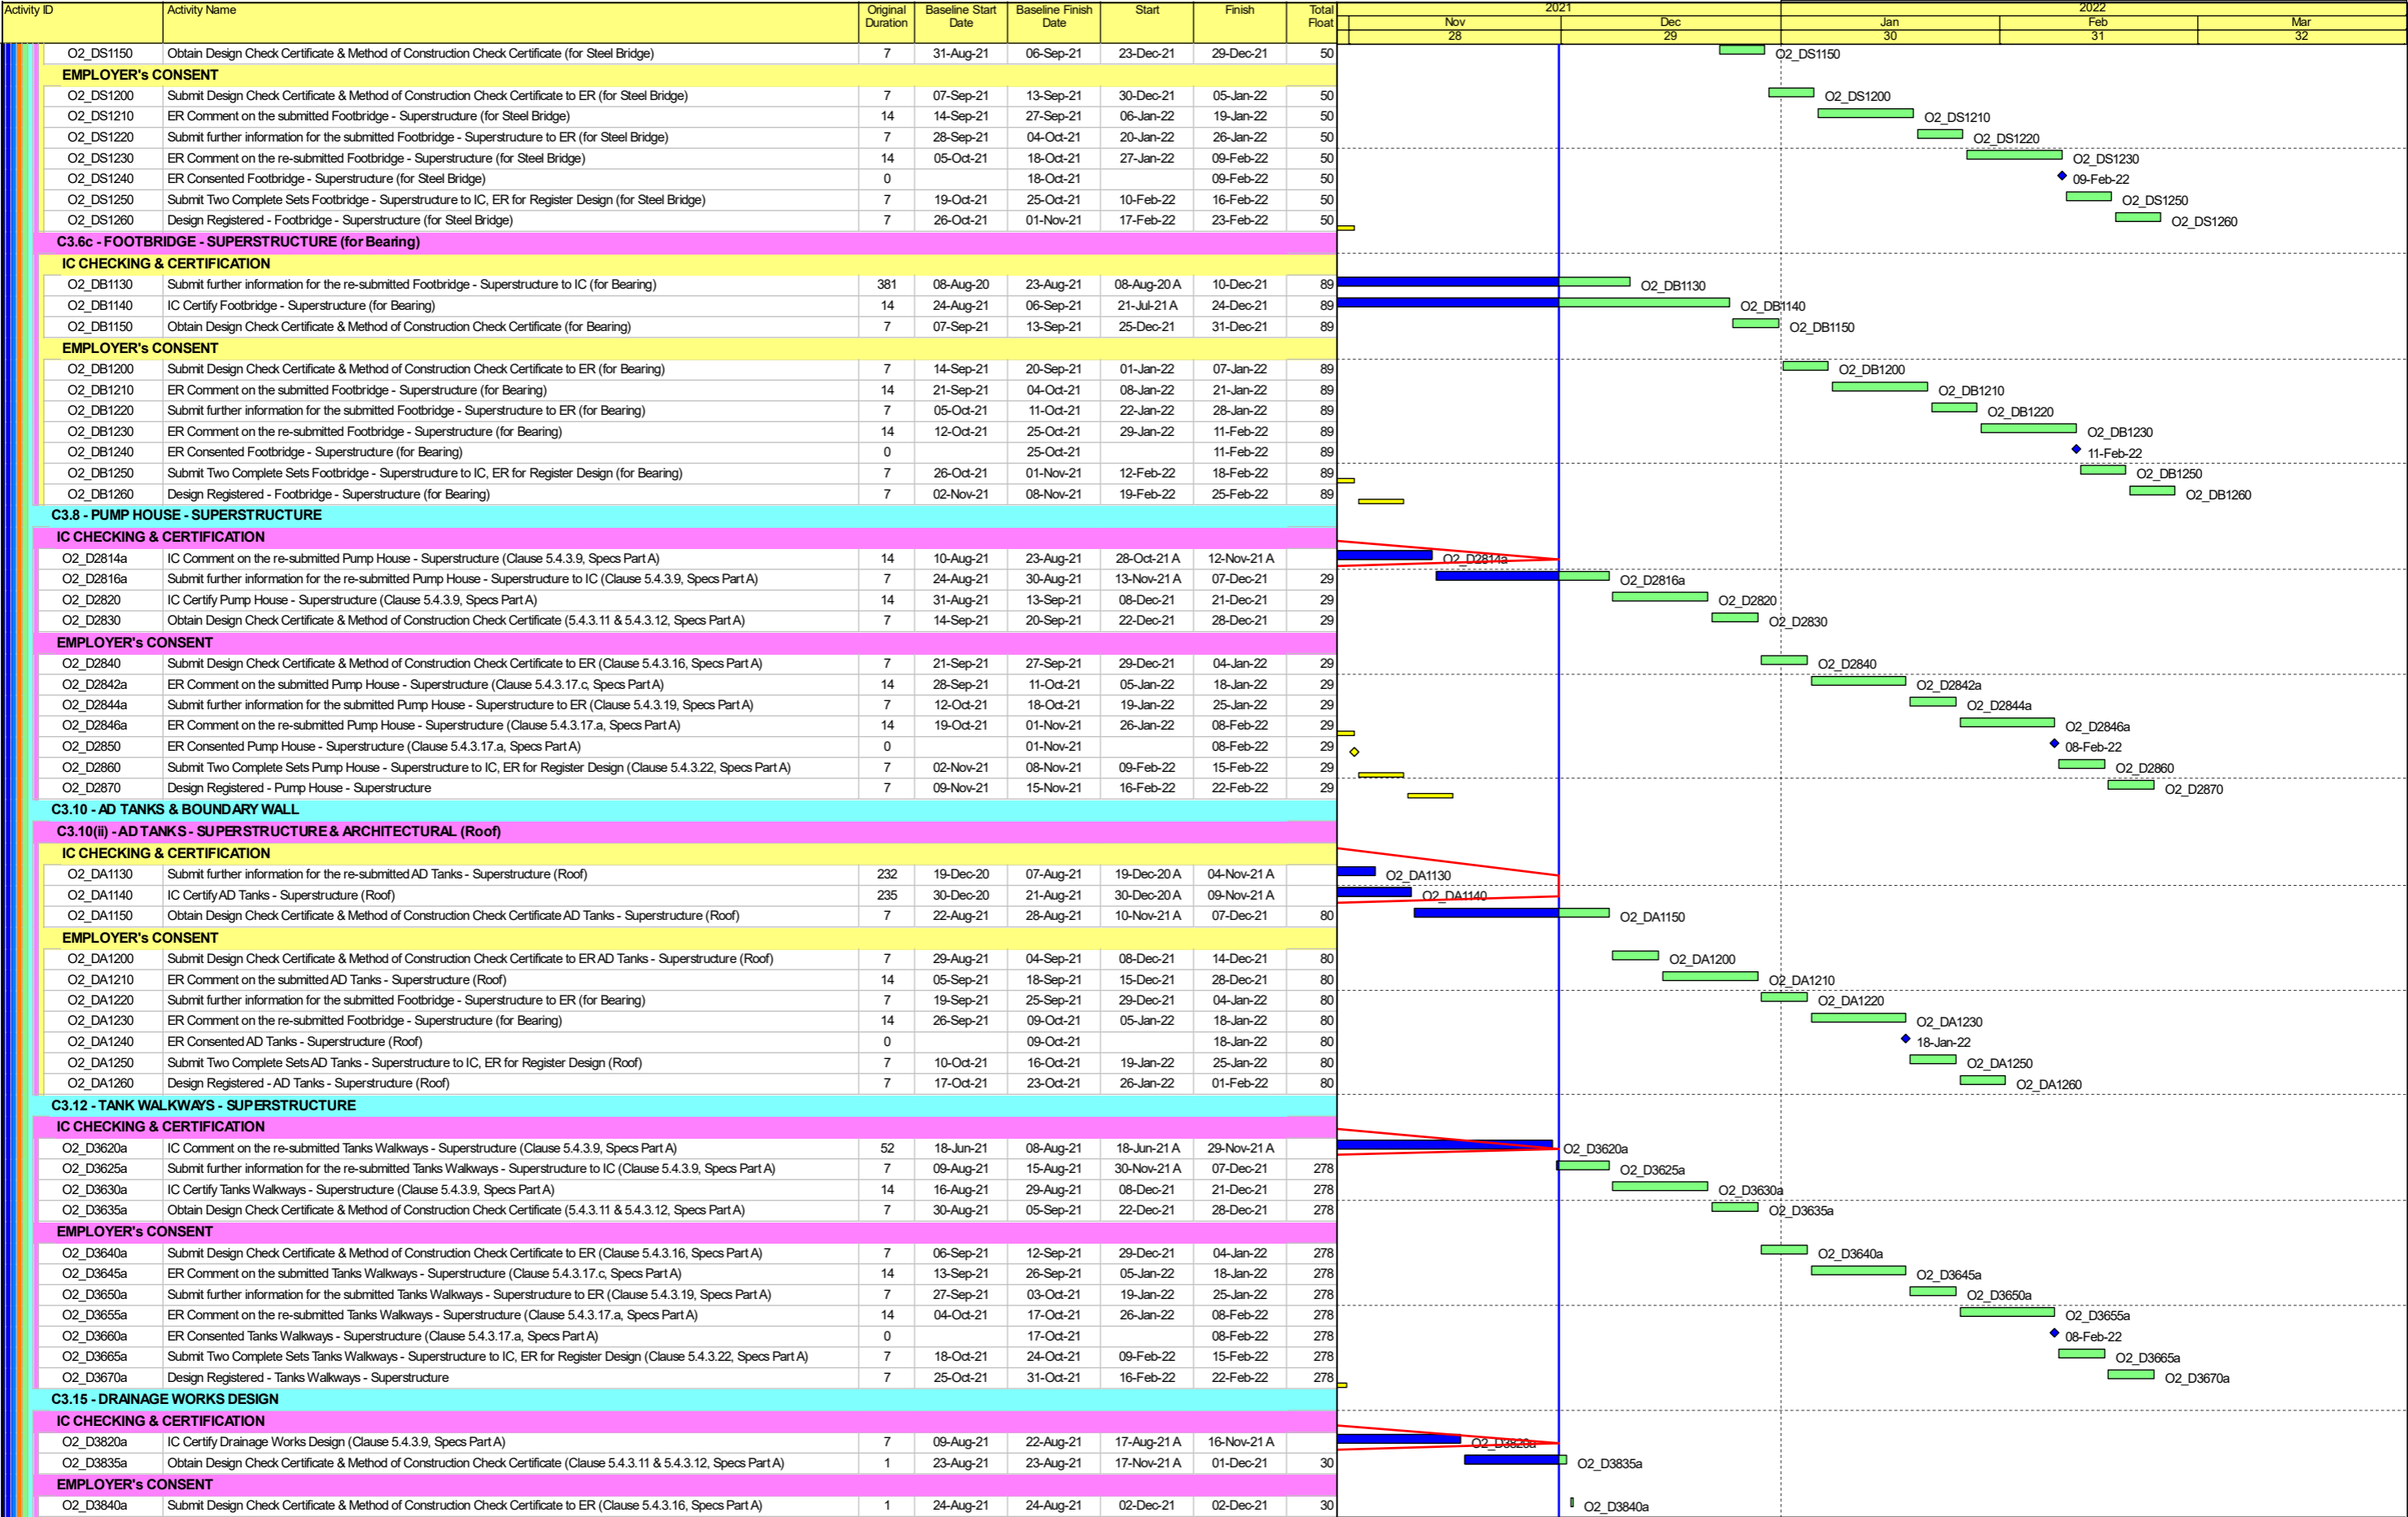 Activity ID Activity Name Original Duration Baseline Start Date Baseline Finish Date Start Finish Total Float 2021 2022
Nov Dec Jan Feb Mar
28 29 30 31 32
O2_DS1150 Obtain Design Check Certificate & Method of Construction Check Certificate (for Steel Bridge) 7 31-Aug-21 06-Sep-21 23-Dec-21 29-Dec-21 50 O2_DS1150
EMPLOYER's CONSENT
O2_DS1200 Submit Design Check Certificate & Method of Construction Check Certificate to ER (for Steel Bridge) 7 07-Sep-21 13-Sep-21 30-Dec-21 05-Jan-22 50 O2_DS1200
O2_DS1210 ER Comment on the submitted Footbridge - Superstructure (for Steel Bridge) 14 14-Sep-21 27-Sep-21 06-Jan-22 19-Jan-22 50 O2_DS1210
O2_DS1220 Submit further information for the submitted Footbridge - Superstructure to ER (for Steel Bridge) 7 28-Sep-21 04-Oct-21 20-Jan-22 26-Jan-22 50 O2_DS1220
O2_DS1230 ER Comment on the re-submitted Footbridge - Superstructure (for Steel Bridge) 14 05-Oct-21 18-Oct-21 27-Jan-22 09-Feb-22 50 O2_DS1230
O2_DS1240 ER Consented Footbridge - Superstructure (for Steel Bridge) 0 18-Oct-21 09-Feb-22 50 09-Feb-22
O2_DS1250 Submit Two Complete Sets Footbridge - Superstructure to IC, ER for Register Design (for Steel Bridge) 7 19-Oct-21 25-Oct-21 10-Feb-22 16-Feb-22 50 O2_DS1250
O2_DS1260 Design Registered - Footbridge - Superstructure (for Steel Bridge) 7 26-Oct-21 01-Nov-21 17-Feb-22 23-Feb-22 50 O2_DS1260
C3.6c - FOOTBRIDGE - SUPERSTRUCTURE (for Bearing)
IC CHECKING & CERTIFICATION
O2_DB1130 Submit further information for the re-submitted Footbridge - Superstructure to IC (for Bearing) 381 08-Aug-20 23-Aug-21 08-Aug-20 A 10-Dec-21 89 O2_DB1130
O2_DB1140 IC Certify Footbridge - Superstructure (for Bearing) 14 24-Aug-21 06-Sep-21 21-Jul-21 A 24-Dec-21 89 O2_DB1140
O2_DB1150 Obtain Design Check Certificate & Method of Construction Check Certificate (for Bearing) 7 07-Sep-21 13-Sep-21 25-Dec-21 31-Dec-21 89 O2_DB1150
EMPLOYER's CONSENT
O2_DB1200 Submit Design Check Certificate & Method of Construction Check Certificate to ER (for Bearing) 7 14-Sep-21 20-Sep-21 01-Jan-22 07-Jan-22 89 O2_DB1200
O2_DB1210 ER Comment on the submitted Footbridge - Superstructure (for Bearing) 14 21-Sep-21 04-Oct-21 08-Jan-22 21-Jan-22 89 O2_DB1210
O2_DB1220 Submit further information for the submitted Footbridge - Superstructure to ER (for Bearing) 7 05-Oct-21 11-Oct-21 22-Jan-22 28-Jan-22 89 O2_DB1220
O2_DB1230 ER Comment on the re-submitted Footbridge - Superstructure (for Bearing) 14 12-Oct-21 25-Oct-21 29-Jan-22 11-Feb-22 89 O2_DB1230
O2_DB1240 ER Consented Footbridge - Superstructure (for Bearing) 0 25-Oct-21 11-Feb-22 89 11-Feb-22
O2_DB1250 Submit Two Complete Sets Footbridge - Superstructure to IC, ER for Register Design (for Bearing) 7 26-Oct-21 01-Nov-21 12-Feb-22 18-Feb-22 89 O2_DB1250
O2_DB1260 Design Registered - Footbridge - Superstructure (for Bearing) 7 02-Nov-21 08-Nov-21 19-Feb-22 25-Feb-22 89 O2_DB1260
C3.8 - PUMP HOUSE - SUPERSTRUCTURE
IC CHECKING & CERTIFICATION
O2_D2814a IC Comment on the re-submitted Pump House - Superstructure (Clause 5.4.3.9, Specs Part A) 14 10-Aug-21 23-Aug-21 28-Oct-21 A 12-Nov-21 A O2_D2814a
O2_D2816a Submit further information for the re-submitted Pump House - Superstructure to IC (Clause 5.4.3.9, Specs Part A) 7 24-Aug-21 30-Aug-21 13-Nov-21 A 07-Dec-21 29 O2_D2816a
O2_D2820 IC Certify Pump House - Superstructure (Clause 5.4.3.9, Specs Part A) 14 31-Aug-21 13-Sep-21 08-Dec-21 21-Dec-21 29 O2_D2820
O2_D2830 Obtain Design Check Certificate & Method of Construction Check Certificate (5.4.3.11 & 5.4.3.12, Specs Part A) 7 14-Sep-21 20-Sep-21 22-Dec-21 28-Dec-21 29 O2_D2830
EMPLOYER's CONSENT
O2_D2840 Submit Design Check Certificate & Method of Construction Check Certificate to ER (Clause 5.4.3.16, Specs Part A) 7 21-Sep-21 27-Sep-21 29-Dec-21 04-Jan-22 29 O2_D2840
O2_D2842a ER Comment on the submitted Pump House - Superstructure (Clause 5.4.3.17.c, Specs Part A) 14 28-Sep-21 11-Oct-21 05-Jan-22 18-Jan-22 29 O2_D2842a
O2_D2844a Submit further information for the submitted Pump House - Superstructure to ER (Clause 5.4.3.19, Specs Part A) 7 12-Oct-21 18-Oct-21 19-Jan-22 25-Jan-22 29 O2_D2844a
O2_D2846a ER Comment on the re-submitted Pump House - Superstructure (Clause 5.4.3.17.a, Specs Part A) 14 19-Oct-21 01-Nov-21 26-Jan-22 08-Feb-22 29 O2_D2846a
O2_D2850 ER Consented Pump House - Superstructure (Clause 5.4.3.17.a, Specs Part A) 0 01-Nov-21 08-Feb-22 29 08-Feb-22
O2_D2860 Submit Two Complete Sets Pump House - Superstructure to IC, ER for Register Design (Clause 5.4.3.22, Specs Part A) 7 02-Nov-21 08-Nov-21 09-Feb-22 15-Feb-22 29 O2_D2860
O2_D2870 Design Registered - Pump House - Superstructure 7 09-Nov-21 15-Nov-21 16-Feb-22 22-Feb-22 29 O2_D2870
C3.10 - AD TANKS & BOUNDARY WALL
C3.10(ii) - AD TANKS - SUPERSTRUCTURE & ARCHITECTURAL (Roof)
IC CHECKING & CERTIFICATION
O2_DA1130 Submit further information for the re-submitted AD Tanks - Superstructure (Roof) 232 19-Dec-20 07-Aug-21 19-Dec-20 A 04-Nov-21 A O2_DA1130
O2_DA1140 IC Certify AD Tanks - Superstructure (Roof) 235 30-Dec-20 21-Aug-21 30-Dec-20 A 09-Nov-21 A O2_DA1140
O2_DA1150 Obtain Design Check Certificate & Method of Construction Check Certificate AD Tanks - Superstructure (Roof) 7 22-Aug-21 28-Aug-21 10-Nov-21 A 07-Dec-21 80 O2_DA1150
EMPLOYER's CONSENT
O2_DA1200 Submit Design Check Certificate & Method of Construction Check Certificate to ER AD Tanks - Superstructure (Roof) 7 29-Aug-21 04-Sep-21 08-Dec-21 14-Dec-21 80 O2_DA1200
O2_DA1210 ER Comment on the submitted AD Tanks - Superstructure (Roof) 14 05-Sep-21 18-Sep-21 15-Dec-21 28-Dec-21 80 O2_DA1210
O2_DA1220 Submit further information for the submitted Footbridge - Superstructure to ER (for Bearing) 7 19-Sep-21 25-Sep-21 29-Dec-21 04-Jan-22 80 O2_DA1220
O2_DA1230 ER Comment on the re-submitted Footbridge - Superstructure (for Bearing) 14 26-Sep-21 09-Oct-21 05-Jan-22 18-Jan-22 80 O2_DA1230
O2_DA1240 ER Consented AD Tanks - Superstructure (Roof) 0 09-Oct-21 18-Jan-22 80 18-Jan-22
O2_DA1250 Submit Two Complete Sets AD Tanks - Superstructure to IC, ER for Register Design (Roof) 7 10-Oct-21 16-Oct-21 19-Jan-22 25-Jan-22 80 O2_DA1250
O2_DA1260 Design Registered - AD Tanks - Superstructure (Roof) 7 17-Oct-21 23-Oct-21 26-Jan-22 01-Feb-22 80 O2_DA1260
C3.12 - TANK WALKWAYS - SUPERSTRUCTURE
IC CHECKING & CERTIFICATION
O2_D3620a IC Comment on the re-submitted Tanks Walkways - Superstructure (Clause 5.4.3.9, Specs Part A) 52 18-Jun-21 08-Aug-21 18-Jun-21 A 29-Nov-21 A O2_D3620a
O2_D3625a Submit further information for the re-submitted Tanks Walkways - Superstructure to IC (Clause 5.4.3.9, Specs Part A) 7 09-Aug-21 15-Aug-21 30-Nov-21 A 07-Dec-21 278 O2_D3625a
O2_D3630a IC Certify Tanks Walkways - Superstructure (Clause 5.4.3.9, Specs Part A) 14 16-Aug-21 29-Aug-21 08-Dec-21 21-Dec-21 278 O2_D3630a
O2_D3635a Obtain Design Check Certificate & Method of Construction Check Certificate (5.4.3.11 & 5.4.3.12, Specs Part A) 7 30-Aug-21 05-Sep-21 22-Dec-21 28-Dec-21 278 O2_D3635a
EMPLOYER's CONSENT
O2_D3640a Submit Design Check Certificate & Method of Construction Check Certificate to ER (Clause 5.4.3.16, Specs Part A) 7 06-Sep-21 12-Sep-21 29-Dec-21 04-Jan-22 278 O2_D3640a
O2_D3645a ER Comment on the submitted Tanks Walkways - Superstructure (Clause 5.4.3.17.c, Specs Part A) 14 13-Sep-21 26-Sep-21 05-Jan-22 18-Jan-22 278 O2_D3645a
O2_D3650a Submit further information for the submitted Tanks Walkways - Superstructure to ER (Clause 5.4.3.19, Specs Part A) 7 27-Sep-21 03-Oct-21 19-Jan-22 25-Jan-22 278 O2_D3650a
O2_D3655a ER Comment on the re-submitted Tanks Walkways - Superstructure (Clause 5.4.3.17.a, Specs Part A) 14 04-Oct-21 17-Oct-21 26-Jan-22 08-Feb-22 278 O2_D3655a
O2_D3660a ER Consented Tanks Walkways - Superstructure (Clause 5.4.3.17.a, Specs Part A) 0 17-Oct-21 08-Feb-22 278 08-Feb-22
O2_D3665a Submit Two Complete Sets Tanks Walkways - Superstructure to IC, ER for Register Design (Clause 5.4.3.22, Specs Part A) 7 18-Oct-21 24-Oct-21 09-Feb-22 15-Feb-22 278 O2_D3665a
O2_D3670a Design Registered - Tanks Walkways - Superstructure 7 25-Oct-21 31-Oct-21 16-Feb-22 22-Feb-22 278 O2_D3670a
C3.15 - DRAINAGE WORKS DESIGN
IC CHECKING & CERTIFICATION
O2_D3820a IC Certify Drainage Works Design (Clause 5.4.3.9, Specs Part A) 7 09-Aug-21 22-Aug-21 17-Aug-21 A 16-Nov-21 A O2_D3820a
O2_D3835a Obtain Design Check Certificate & Method of Construction Check Certificate (Clause 5.4.3.11 & 5.4.3.12, Specs Part A) 1 23-Aug-21 23-Aug-21 17-Nov-21 A 01-Dec-21 30 O2_D3835a
EMPLOYER's CONSENT
O2_D3840a Submit Design Check Certificate & Method of Construction Check Certificate to ER (Clause 5.4.3.16, Specs Part A) 1 24-Aug-21 24-Aug-21 02-Dec-21 02-Dec-21 30 O2_D3840a